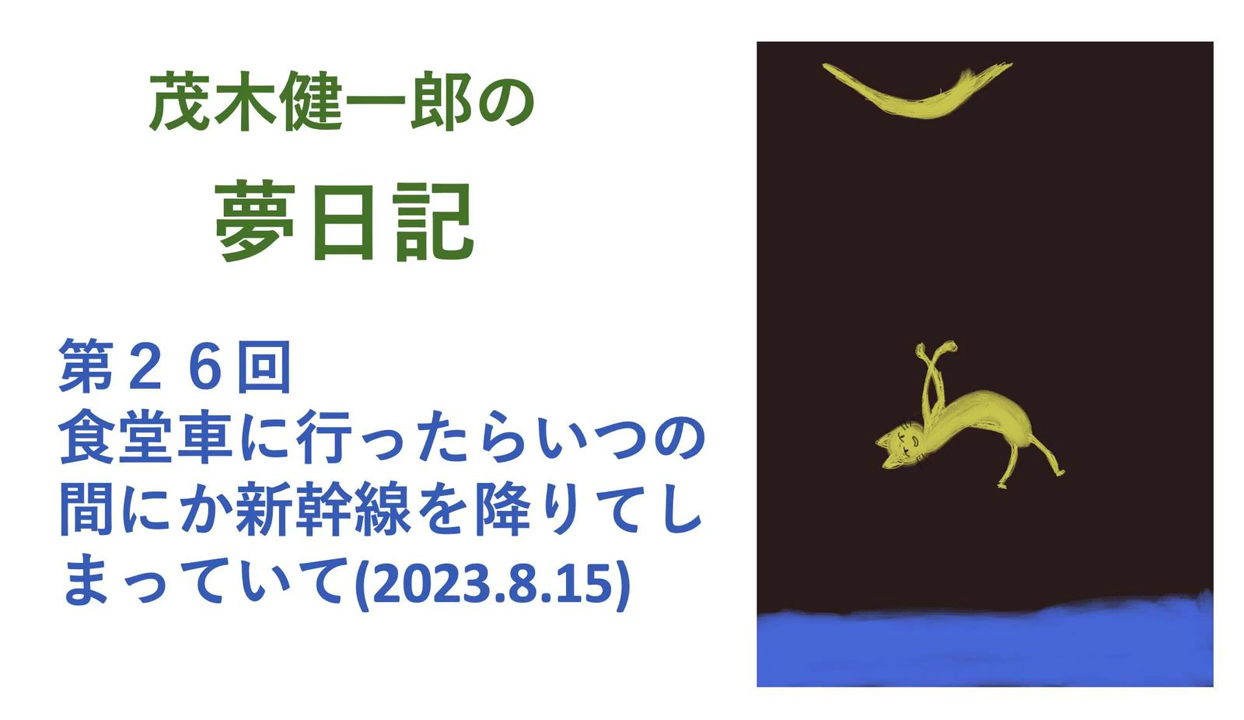 茂木健一郎の
夢日記
第２６回
食堂車に行ったらいつの
間にか新幹線を降りてし
まっていて(2023.8.15)